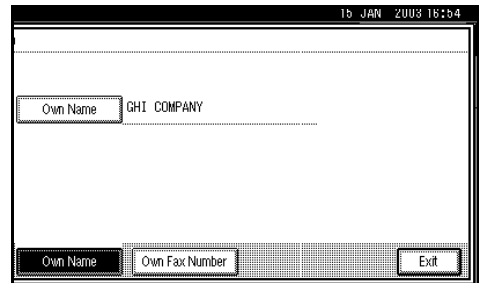 15 JAN 2003 16:54
Own Name GHI COMPANY
Own Name Own Fax Number Exit